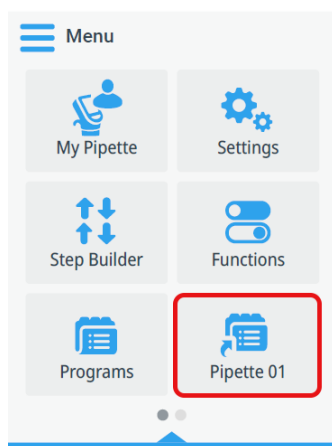 Menu
My Pipette
Settings
Step Builder
Functions
Programs
Pipette 01